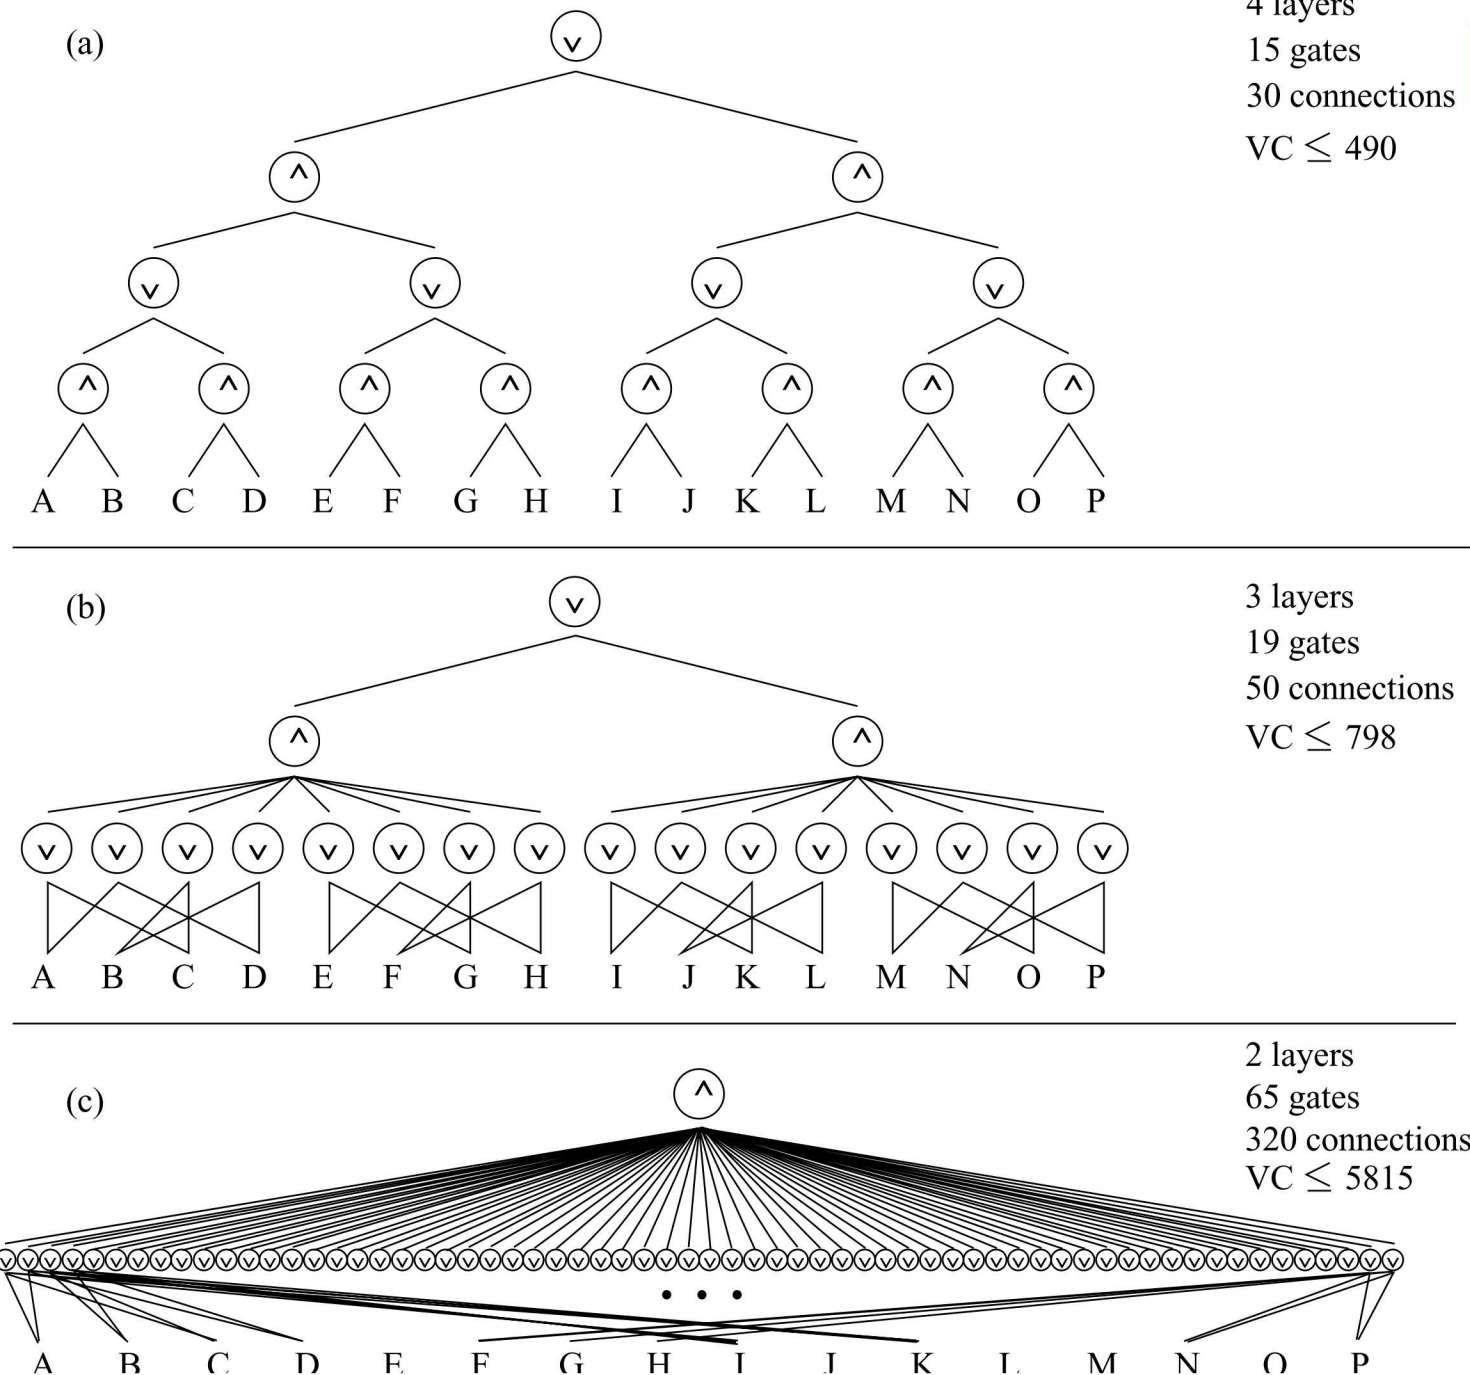 (a)
4 layers
15 gates
30 connections
VC ≤ 490
∨
∧ ∧
∨ ∨ ∨ ∨
∧ ∧ ∧ ∧ ∧ ∧ ∧ ∧
A B C D E F G H I J K L M N O P
(b)
3 layers
19 gates
50 connections
VC ≤ 798
∨
∧ ∧
∨ ∨ ∨ ∨ ∨ ∨ ∨ ∨ ∨ ∨ ∨ ∨ ∨ ∨ ∨ ∨
A B C D E F G H I J K L M N O P
(c)
2 layers
65 gates
320 connections
VC ≤ 5815
∧
∨ ∨ ∨ ∨ ∨ ∨ ∨ ∨ ∨ ∨ ∨ ∨ ∨ ∨ ∨ ∨ ∨ ∨ ∨ ∨ ∨ ∨ ∨ ∨ ∨ ∨ ∨ ∨ ∨ ∨ ∨ ∨ ∨ ∨ ∨ ∨ ∨ ∨ ∨ ∨ ∨ ∨ ∨ ∨ ∨ ∨ ∨ ∨ ∨ ∨ ∨ ∨ ∨ ∨ ∨ ∨ ∨ ∨ ∨ ∨ ∨ ∨ ∨ ∨
• • •
A B C D E F G H I J K L M N O P